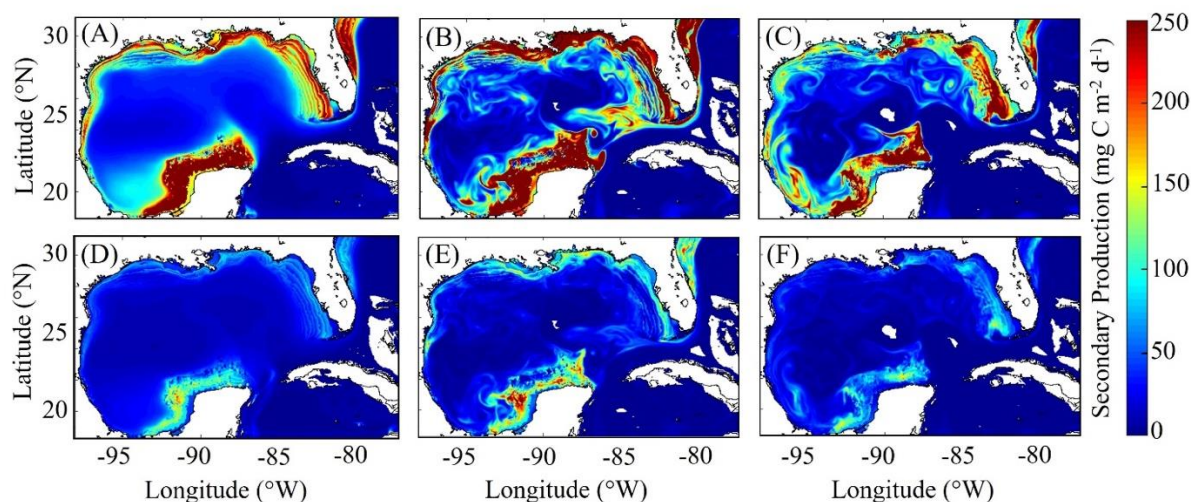 (A)
(B)
(C)
30
25
20
Latitude (°N)
250
200
150
100
50
0
Secondary Production (mg C m⁻² d⁻¹)
(D)
(E)
(F)
30
25
20
Latitude (°N)
-95 -90 -85 -80
-95 -90 -85 -80
-95 -90 -85 -80
Longitude (°W)
Longitude (°W)
Longitude (°W)